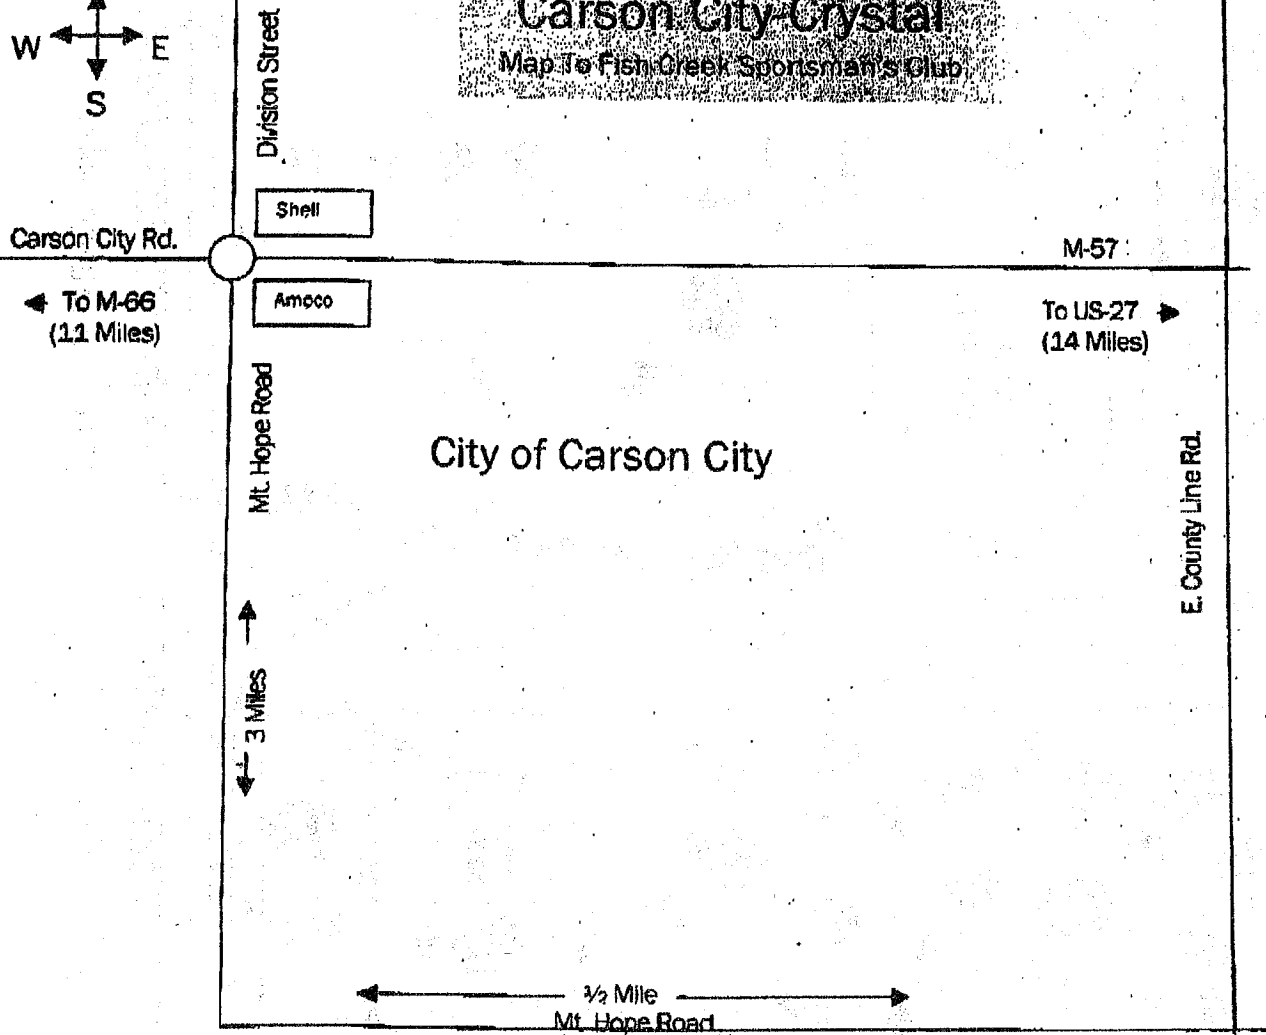 Carson City-Crystal
Map To Fish Creek Sportsman's Club
W E
S
Division Street
Shell
Carson City Rd.
M-57
To M-66
(11 Miles)
Amoco
To US-27
(14 Miles)
Mt. Hope Road
City of Carson City
E. County Line Rd.
3 Miles
½ Mile
Mt. Hope Road